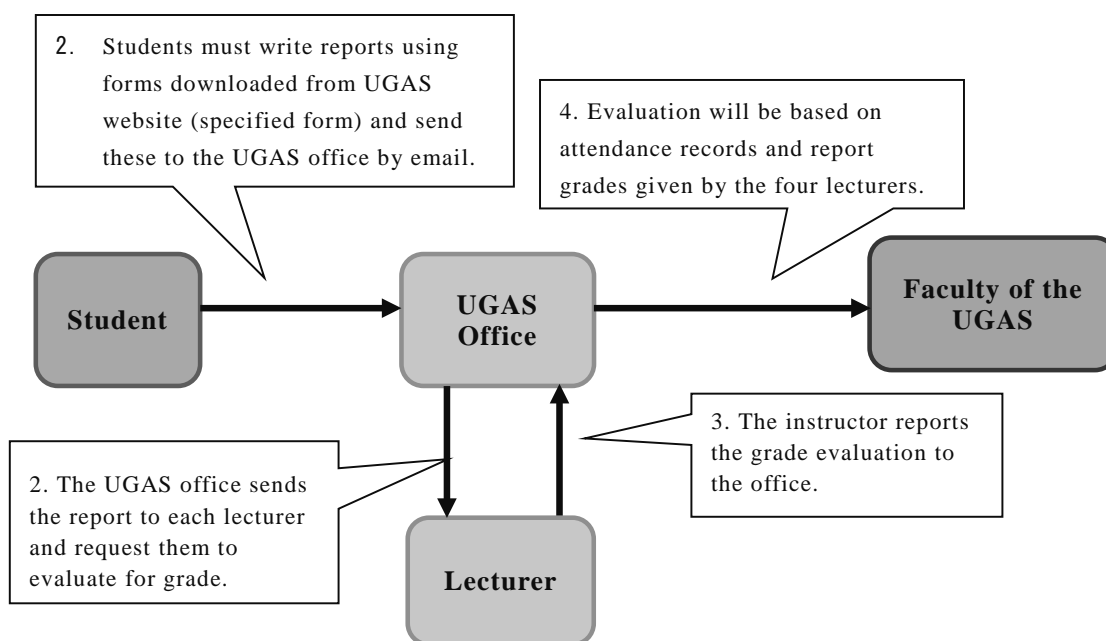 2. Students must write reports using
forms downloaded from UGAS
website (specified form) and send
these to the UGAS office by email.
4. Evaluation will be based on
attendance records and report
grades given by the four lecturers.
Student
UGAS
Office
Faculty of the
UGAS
3. The instructor reports
the grade evaluation to
the office.
2. The UGAS office sends
the report to each lecturer
and request them to
evaluate for grade.
Lecturer